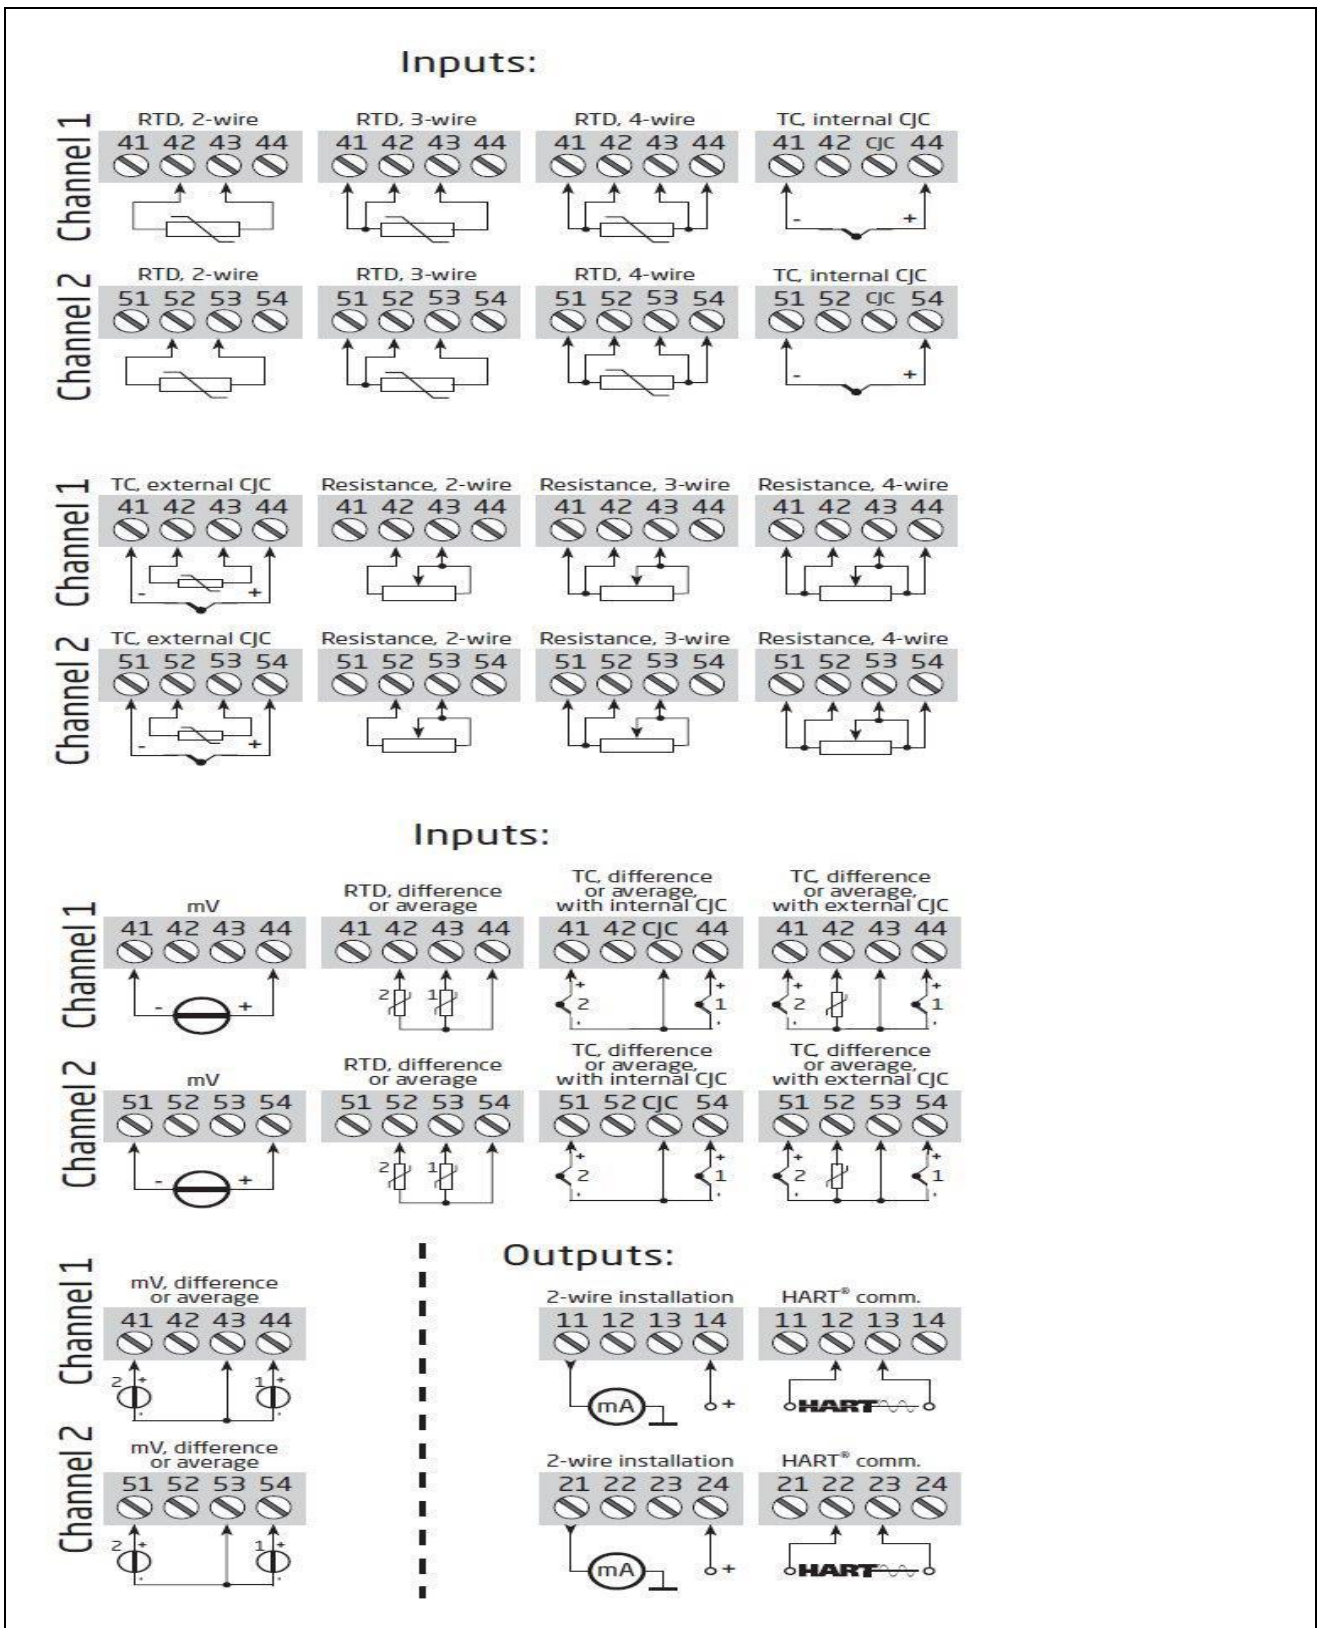 Inputs:
Channel 1
RTD, 2-wire RTD, 3-wire RTD, 4-wire TC, internal CJC
41 42 43 44 41 42 43 44 41 42 43 44 41 42 CJC 44
- +
Channel 2
RTD, 2-wire RTD, 3-wire RTD, 4-wire TC, internal CJC
51 52 53 54 51 52 53 54 51 52 53 54 51 52 CJC 54
- +
Channel 1
TC, external CJC Resistance, 2-wire Resistance, 3-wire Resistance, 4-wire
41 42 43 44 41 42 43 44 41 42 43 44 41 42 43 44
- +
Channel 2
TC, external CJC Resistance, 2-wire Resistance, 3-wire Resistance, 4-wire
51 52 53 54 51 52 53 54 51 52 53 54 51 52 53 54
- +
Inputs:
Channel 1
mV
RTD, difference
or average
TC, difference
or average,
with internal CJC
TC, difference
or average,
with external CJC
41 42 43 44 41 42 43 44 41 42 CJC 44 41 42 43 44
- + 2 1 + 2 - + 1 - + 2 - + 1 -
Channel 2
mV
RTD, difference
or average
TC, difference
or average,
with internal CJC
TC, difference
or average,
with external CJC
51 52 53 54 51 52 53 54 51 52 CJC 54 51 52 53 54
- + 2 1 + 2 - + 1 - + 2 - + 1 -
Channel 1
mV, difference
or average
41 42 43 44
2 + - 1 + -
Channel 2
mV, difference
or average
51 52 53 54
2 + - 1 + -
Outputs:
2-wire installation HART® comm.
11 12 13 14 11 12 13 14
mA + HART
2-wire installation HART® comm.
21 22 23 24 21 22 23 24
mA + HART